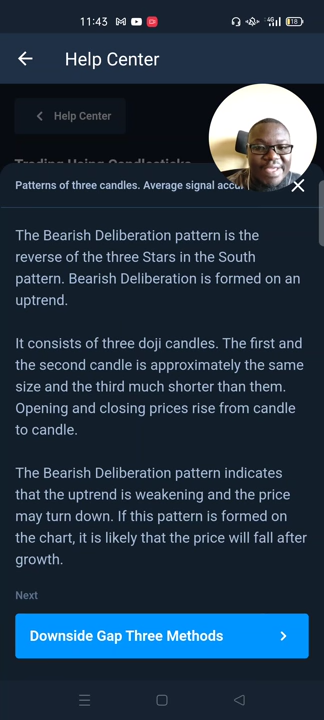 11:43
4G
18
Help Center
Help Center
Trading Using Candlesticks
Patterns of three candles. Average signal
The Bearish Deliberation pattern is the
reverse of the three Stars in the South
pattern. Bearish Deliberation is formed on an
uptrend.
It consists of three doji candles. The first and
the second candle is approximately the same
size and the third much shorter than them.
Opening and closing prices rise from candle
to candle.
The Bearish Deliberation pattern indicates
that the uptrend is weakening and the price
may turn down. If this pattern is formed on
the chart, it is likely that the price will fall after
growth.
Next
Downside Gap Three Methods